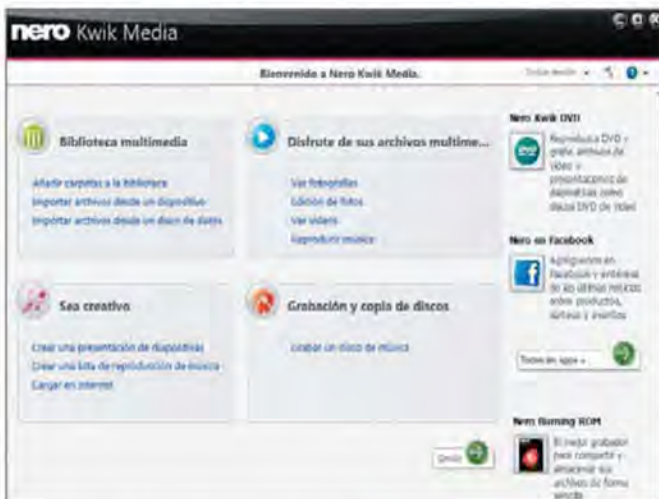 nero Kwik Media
Bienvenido a Nero Kwik Media.
Biblioteca multimedia
Añadir carpetas a la biblioteca
Importar archivos desde un dispositivo
Importar archivos desde un disco de datos
Disfrute de sus archivos multime...
Ver fotografías
Edición de fotos
Ver vídeos
Reproducir música
Sea creativo
Crear una presentación de diapositivas
Crear una lista de reproducción de música
Cargar en Internet
Grabación y copia de discos
Grabar un disco de música
Nero Kwik DVD
Reproduzca DVD y
grabe archivos de
vídeo y
presentaciones de
diapositivas como
discos DVD de vídeo
Nero en Facebook
Agréguenos en
Facebook y entérese
de las últimas noticias
sobre productos,
sorteos y eventos
Todas las Apps »
Nero Burning ROM
El mejor grabador
para compartir y
almacenar sus
archivos de forma
sencilla